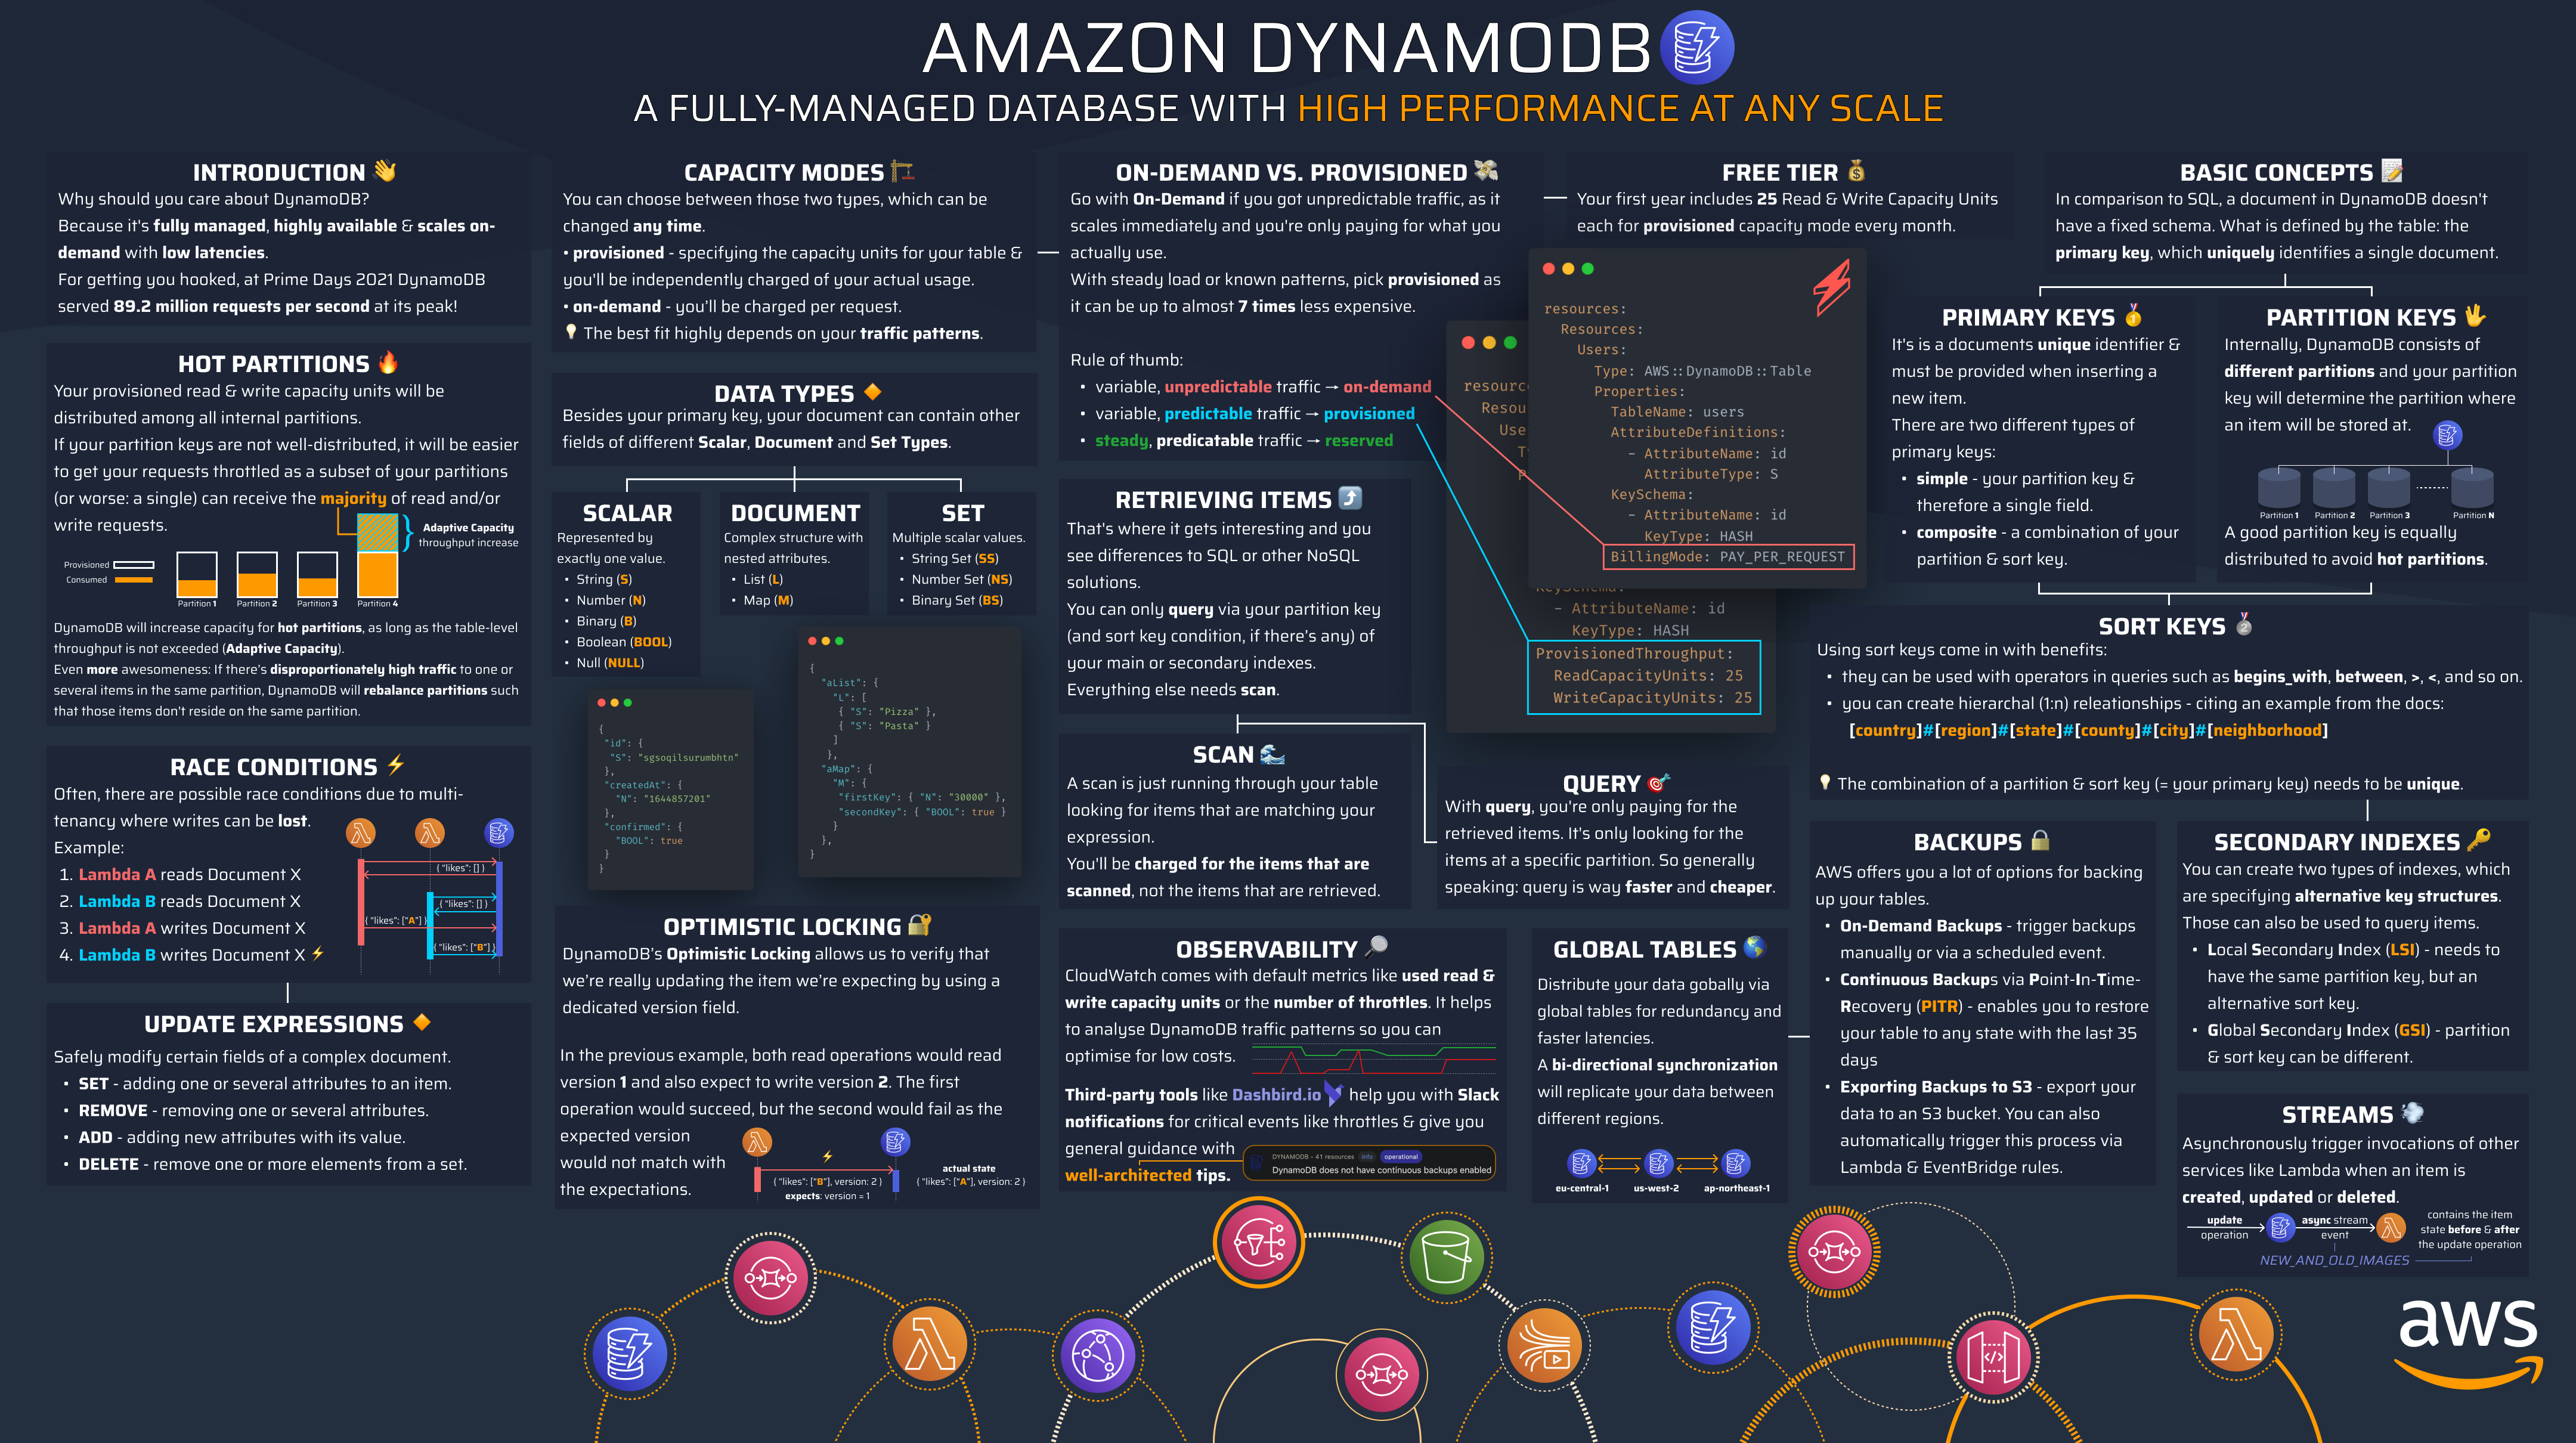 AMAZON DYNAMODB
A FULLY-MANAGED DATABASE WITH HIGH PERFORMANCE AT ANY SCALE
INTRODUCTION 👋
Why should you care about DynamoDB?
Because it's fully managed, highly available & scales on-
demand with low latencies.
For getting you hooked, at Prime Days 2021 DynamoDB
served 89.2 million requests per second at its peak!
HOT PARTITIONS 🔥
Your provisioned read & write capacity units will be
distributed among all internal partitions.
If your partition keys are not well-distributed, it will be easier
to get your requests throttled as a subset of your partitions
(or worse: a single) can receive the majority of read and/or
write requests.
Adaptive Capacity
throughput increase
Provisioned
Consumed
Partition 1
Partition 2
Partition 3
Partition 4
DynamoDB will increase capacity for hot partitions, as long as the table-level
throughput is not exceeded (Adaptive Capacity).
Even more awesomeness: If there's disproportionately high traffic to one or
several items in the same partition, DynamoDB will rebalance partitions such
that those items don't reside on the same partition.
RACE CONDITIONS ⚡
Often, there are possible race conditions due to multi-
tenancy where writes can be lost.
Example:
1. Lambda A reads Document X
2. Lambda B reads Document X
3. Lambda A writes Document X
4. Lambda B writes Document X ⚡
{ "likes": [] }
{ "likes": [] }
{ "likes": ["A"] }
{ "likes": ["B"] }
UPDATE EXPRESSIONS 🔸
Safely modify certain fields of a complex document.
• SET - adding one or several attributes to an item.
• REMOVE - removing one or several attributes.
• ADD - adding new attributes with its value.
• DELETE - remove one or more elements from a set.
CAPACITY MODES 🏗️
You can choose between those two types, which can be
changed any time.
• provisioned - specifying the capacity units for your table &
you'll be independently charged of your actual usage.
• on-demand - you'll be charged per request.
💡 The best fit highly depends on your traffic patterns.
DATA TYPES 🔸
Besides your primary key, your document can contain other
fields of different Scalar, Document and Set Types.
SCALAR
Represented by
exactly one value.
• String (S)
• Number (N)
• Binary (B)
• Boolean (BOOL)
• Null (NULL)
DOCUMENT
Complex structure with
nested attributes.
• List (L)
• Map (M)
SET
Multiple scalar values.
• String Set (SS)
• Number Set (NS)
• Binary Set (BS)
{
"id": {
"S": "sgsoqilsurumbhtn"
},
"createdAt": {
"N": "1644857201"
},
"confirmed": {
"BOOL": true
}
}
{
"aList": {
"L": [
{ "S": "Pizza" },
{ "S": "Pasta" }
]
},
"aMap": {
"M": {
"firstKey": { "N": "30000" },
"secondKey": { "BOOL": true }
}
},
}
OPTIMISTIC LOCKING 🔐
DynamoDB's Optimistic Locking allows us to verify that
we're really updating the item we're expecting by using a
dedicated version field.
In the previous example, both read operations would read
version 1 and also expect to write version 2. The first
operation would succeed, but the second would fail as the
expected version
would not match with
the expectations.
⚡
{ "likes": ["B"], version: 2 }
expects: version = 1
actual state
{ "likes": ["A"], version: 2 }
ON-DEMAND VS. PROVISIONED 💸
Go with On-Demand if you got unpredictable traffic, as it
scales immediately and you're only paying for what you
actually use.
With steady load or known patterns, pick provisioned as
it can be up to almost 7 times less expensive.
Rule of thumb:
• variable, unpredictable traffic → on-demand
• variable, predictable traffic → provisioned
• steady, predicatable traffic → reserved
RETRIEVING ITEMS ⤴️
That's where it gets interesting and you
see differences to SQL or other NoSQL
solutions.
You can only query via your partition key
(and sort key condition, if there's any) of
your main or secondary indexes.
Everything else needs scan.
SCAN 🌊
A scan is just running through your table
looking for items that are matching your
expression.
You'll be charged for the items that are
scanned, not the items that are retrieved.
QUERY 🎯
With query, you're only paying for the
retrieved items. It's only looking for the
items at a specific partition. So generally
speaking: query is way faster and cheaper.
OBSERVABILITY 🔎
CloudWatch comes with default metrics like used read &
write capacity units or the number of throttles. It helps
to analyse DynamoDB traffic patterns so you can
optimise for low costs.
Third-party tools like Dashbird.io help you with Slack
notifications for critical events like throttles & give you
general guidance with
well-architected tips.
DYNAMODB - 41 resources info operational
DynamoDB does not have continuous backups enabled
FREE TIER 💰
Your first year includes 25 Read & Write Capacity Units
each for provisioned capacity mode every month.
resources:
Resources:
Users:
Type: AWS::DynamoDB::Table
Properties:
TableName: users
AttributeDefinitions:
- AttributeName: id
AttributeType: S
KeySchema:
- AttributeName: id
KeyType: HASH
BillingMode: PAY_PER_REQUEST
resourc
Resou
Use
T
P
KeySchema:
- AttributeName: id
KeyType: HASH
ProvisionedThroughput:
ReadCapacityUnits: 25
WriteCapacityUnits: 25
GLOBAL TABLES 🌎
Distribute your data gobally via
global tables for redundancy and
faster latencies.
A bi-directional synchronization
will replicate your data between
different regions.
eu-central-1
us-west-2
ap-northeast-1
BASIC CONCEPTS 📝
In comparison to SQL, a document in DynamoDB doesn't
have a fixed schema. What is defined by the table: the
primary key, which uniquely identifies a single document.
PRIMARY KEYS 🥇
It's is a documents unique identifier &
must be provided when inserting a
new item.
There are two different types of
primary keys:
• simple - your partition key &
therefore a single field.
• composite - a combination of your
partition & sort key.
PARTITION KEYS 🖖
Internally, DynamoDB consists of
different partitions and your partition
key will determine the partition where
an item will be stored at.
Partition 1
Partition 2
Partition 3
Partition N
A good partition key is equally
distributed to avoid hot partitions.
SORT KEYS 🥈
Using sort keys come in with benefits:
• they can be used with operators in queries such as begins_with, between, >, <, and so on.
• you can create hierarchal (1:n) releationships - citing an example from the docs:
[country]#[region]#[state]#[county]#[city]#[neighborhood]
💡 The combination of a partition & sort key (= your primary key) needs to be unique.
BACKUPS 🔒
AWS offers you a lot of options for backing
up your tables.
• On-Demand Backups - trigger backups
manually or via a scheduled event.
• Continuous Backups via Point-In-Time-
Recovery (PITR) - enables you to restore
your table to any state with the last 35
days
• Exporting Backups to S3 - export your
data to an S3 bucket. You can also
automatically trigger this process via
Lambda & EventBridge rules.
SECONDARY INDEXES 🔑
You can create two types of indexes, which
are specifying alternative key structures.
Those can also be used to query items.
• Local Secondary Index (LSI) - needs to
have the same partition key, but an
alternative sort key.
• Global Secondary Index (GSI) - partition
& sort key can be different.
STREAMS 💨
Asynchronously trigger invocations of other
services like Lambda when an item is
created, updated or deleted.
update
operation
async stream
event
contains the item
state before & after
the update operation
NEW_AND_OLD_IMAGES
aws